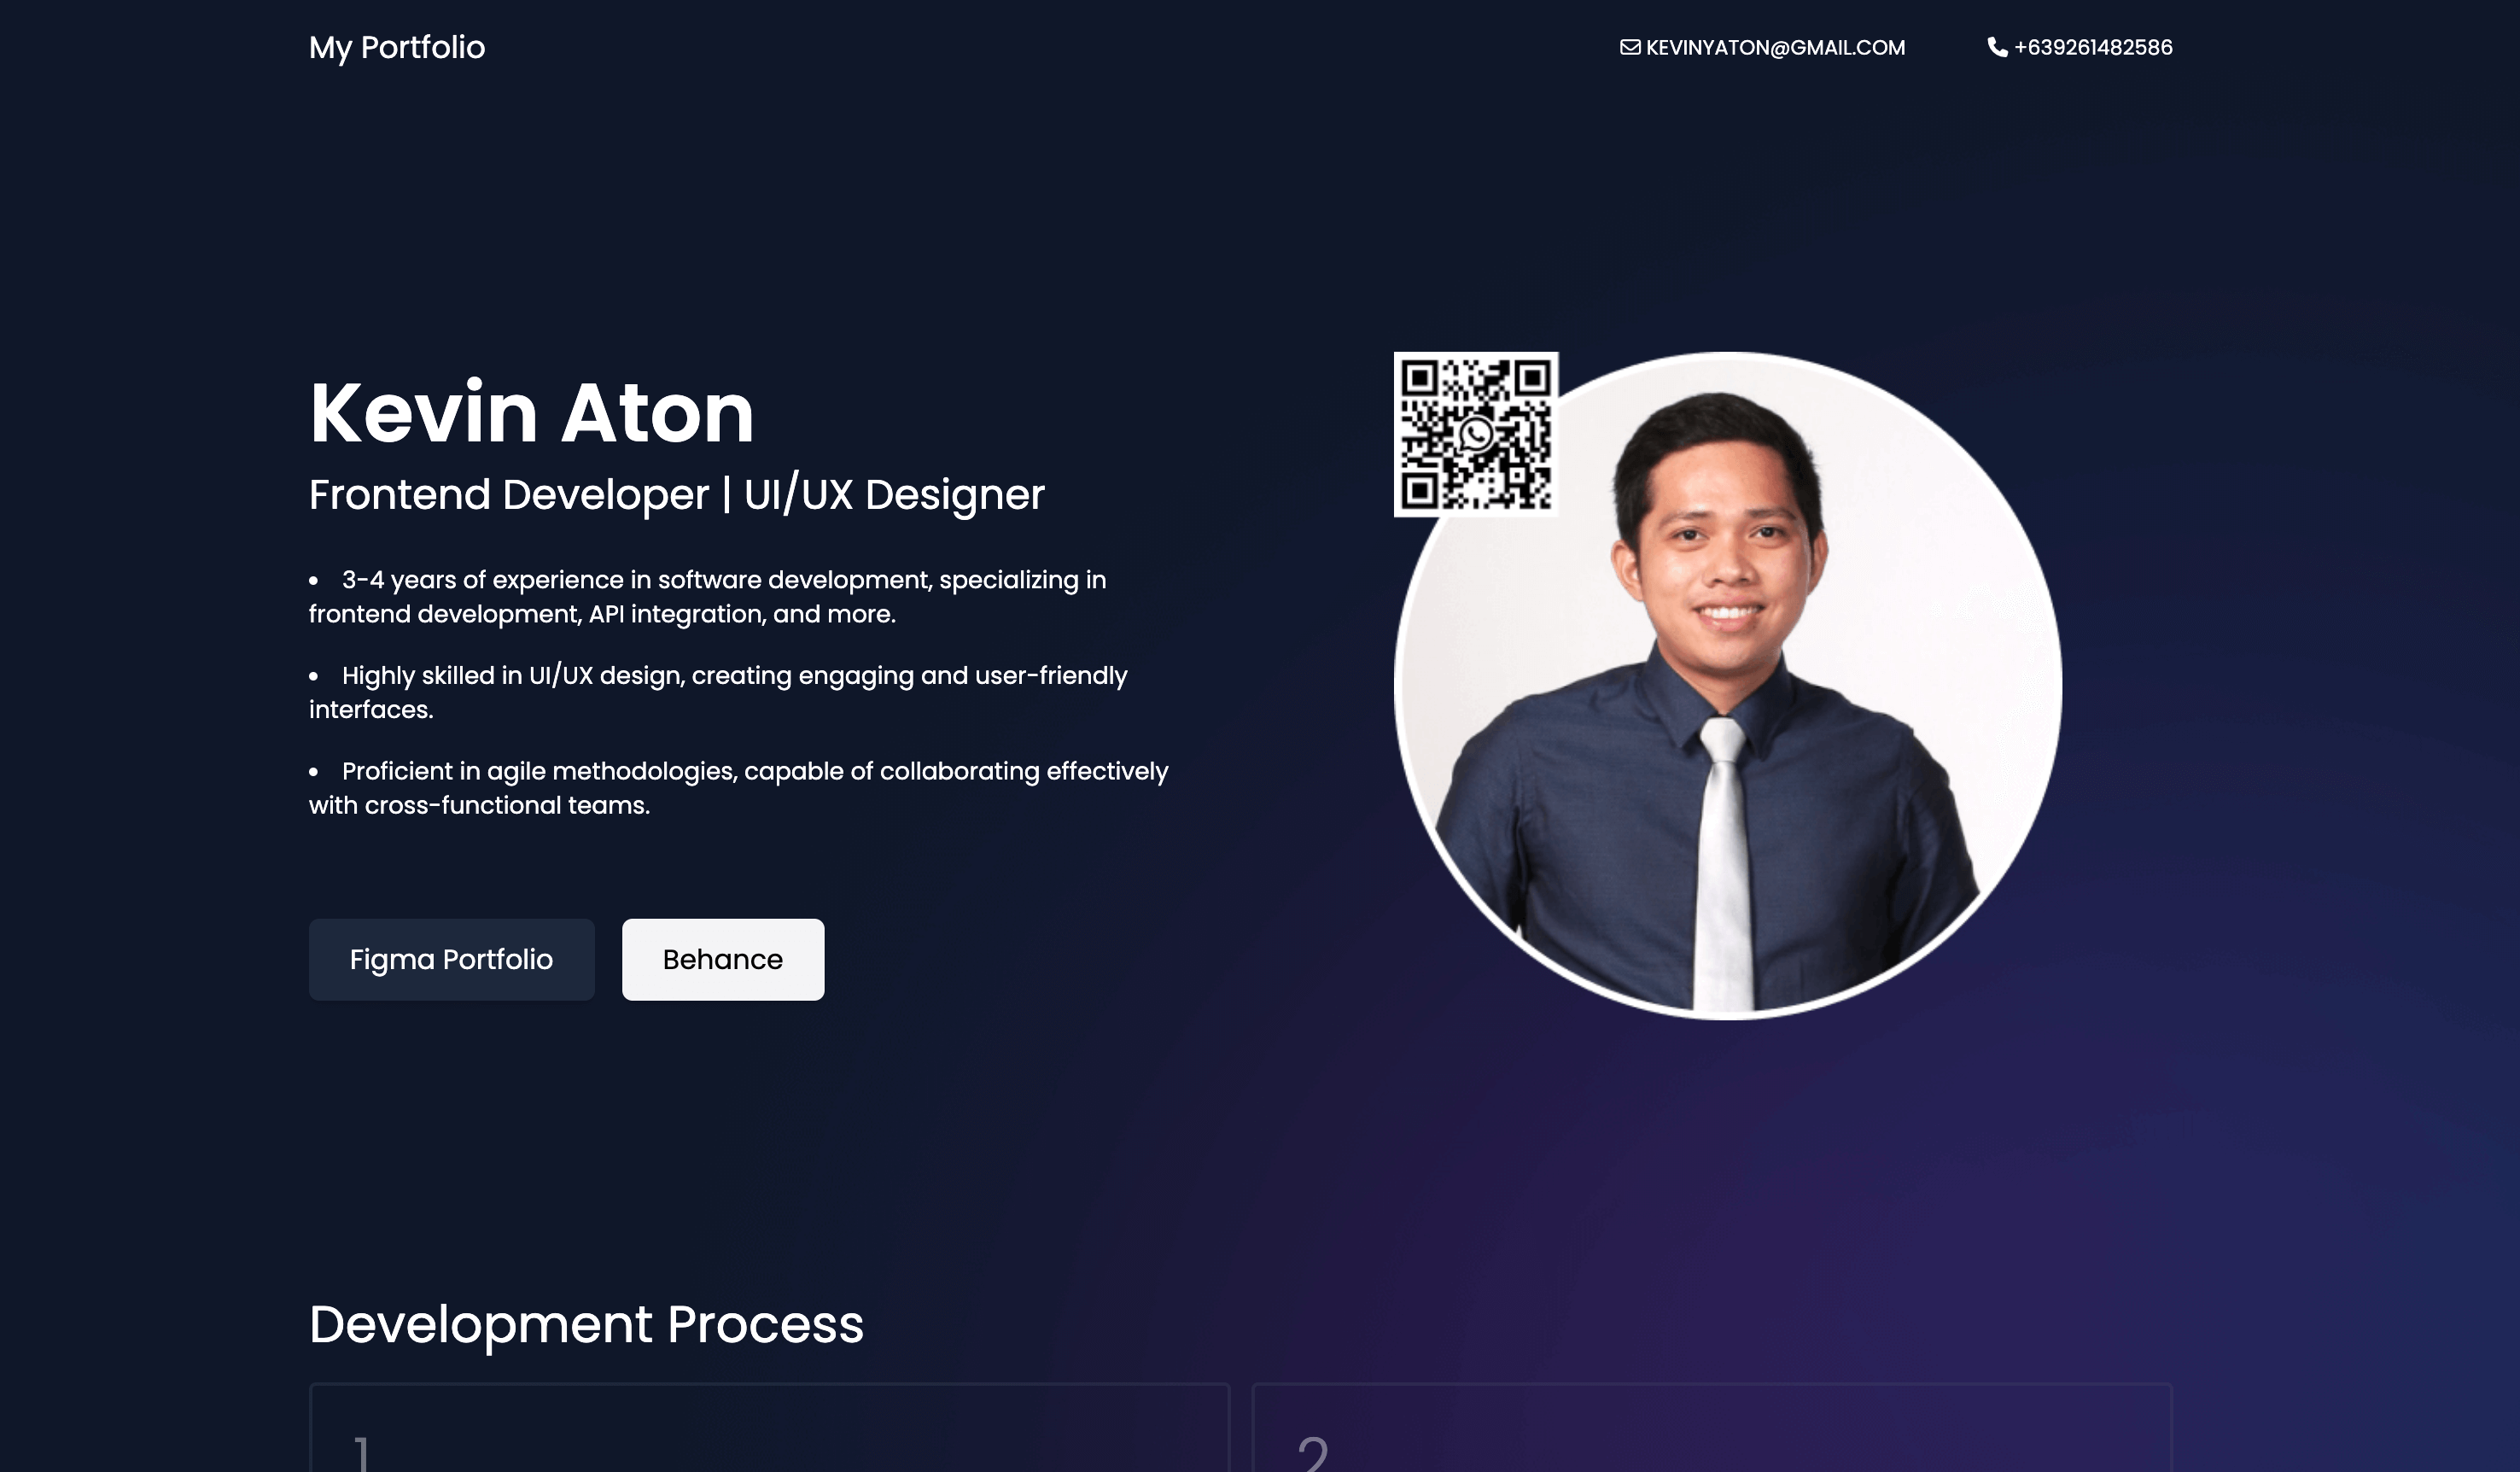 My Portfolio
KEVINYATON@GMAIL.COM
+639261482586
Kevin Aton
Frontend Developer | UI/UX Designer
• 3-4 years of experience in software development, specializing in
frontend development, API integration, and more.
• Highly skilled in UI/UX design, creating engaging and user-friendly
interfaces.
• Proficient in agile methodologies, capable of collaborating effectively
with cross-functional teams.
Figma Portfolio
Behance
Development Process
1
2